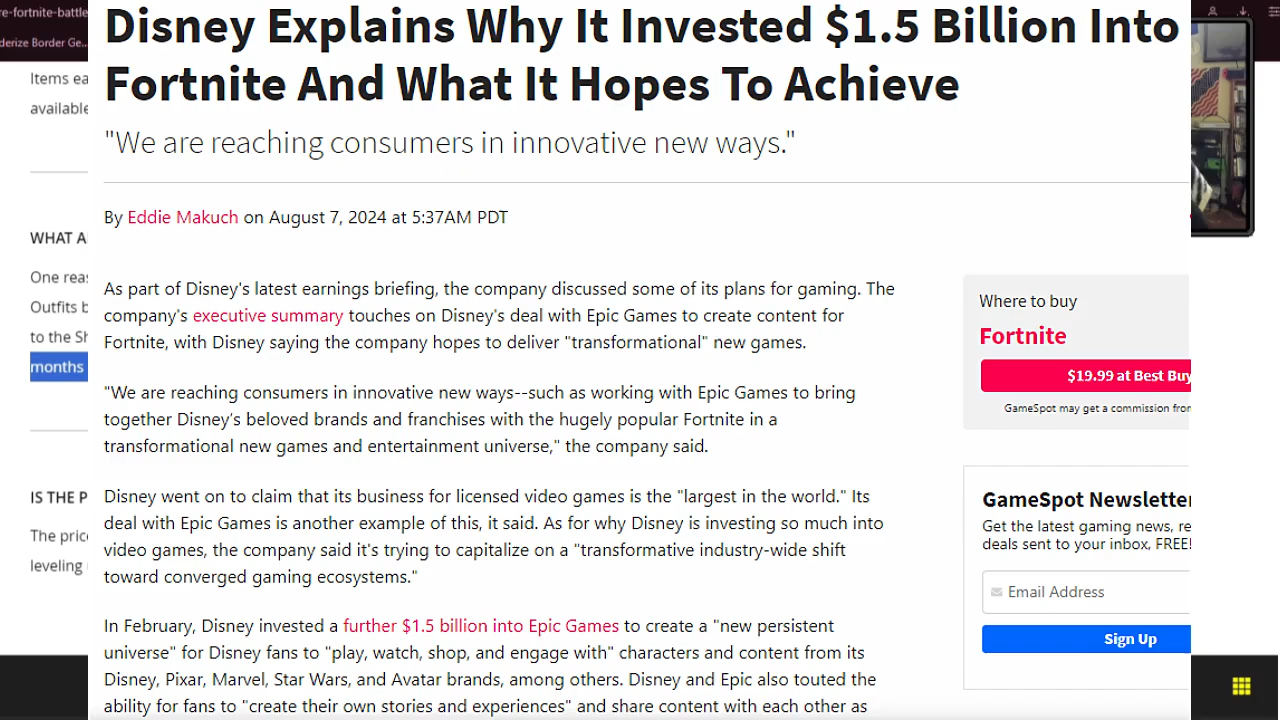 re-fortnite-battle
derize Border Ge...
Items ea
available
WHAT A
One reas
Outfits b
to the Sh
months
IS THE P
The price
leveling
Disney Explains Why It Invested $1.5 Billion Into
Fortnite And What It Hopes To Achieve
"We are reaching consumers in innovative new ways."
By Eddie Makuch on August 7, 2024 at 5:37AM PDT
As part of Disney's latest earnings briefing, the company discussed some of its plans for gaming. The
company's executive summary touches on Disney's deal with Epic Games to create content for
Fortnite, with Disney saying the company hopes to deliver "transformational" new games.
"We are reaching consumers in innovative new ways--such as working with Epic Games to bring
together Disney's beloved brands and franchises with the hugely popular Fortnite in a
transformational new games and entertainment universe," the company said.
Disney went on to claim that its business for licensed video games is the "largest in the world." Its
deal with Epic Games is another example of this, it said. As for why Disney is investing so much into
video games, the company said it's trying to capitalize on a "transformative industry-wide shift
toward converged gaming ecosystems."
In February, Disney invested a further $1.5 billion into Epic Games to create a "new persistent
universe" for Disney fans to "play, watch, shop, and engage with" characters and content from its
Disney, Pixar, Marvel, Star Wars, and Avatar brands, among others. Disney and Epic also touted the
ability for fans to "create their own stories and experiences" and share content with each other as
Where to buy
Fortnite
$19.99 at Best Buy
GameSpot may get a commission from
GameSpot Newsletter
Get the latest gaming news, re
deals sent to your inbox, FREE!
Email Address
Sign Up